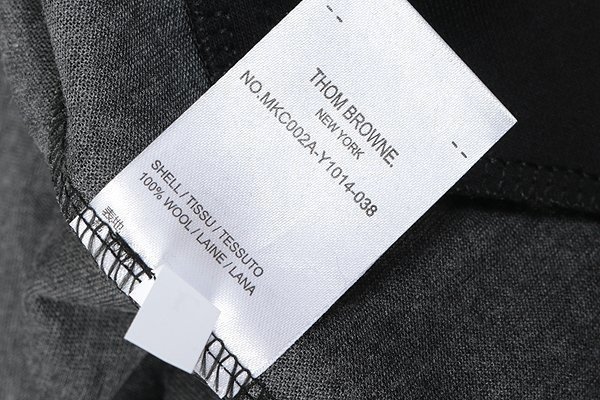 THOM BROWNE.
NEW YORK
NO.MKC002A-Y1014-038
SHELL / TISSU / TESSUTO
100% WOOL / LAINE / LANA
表地